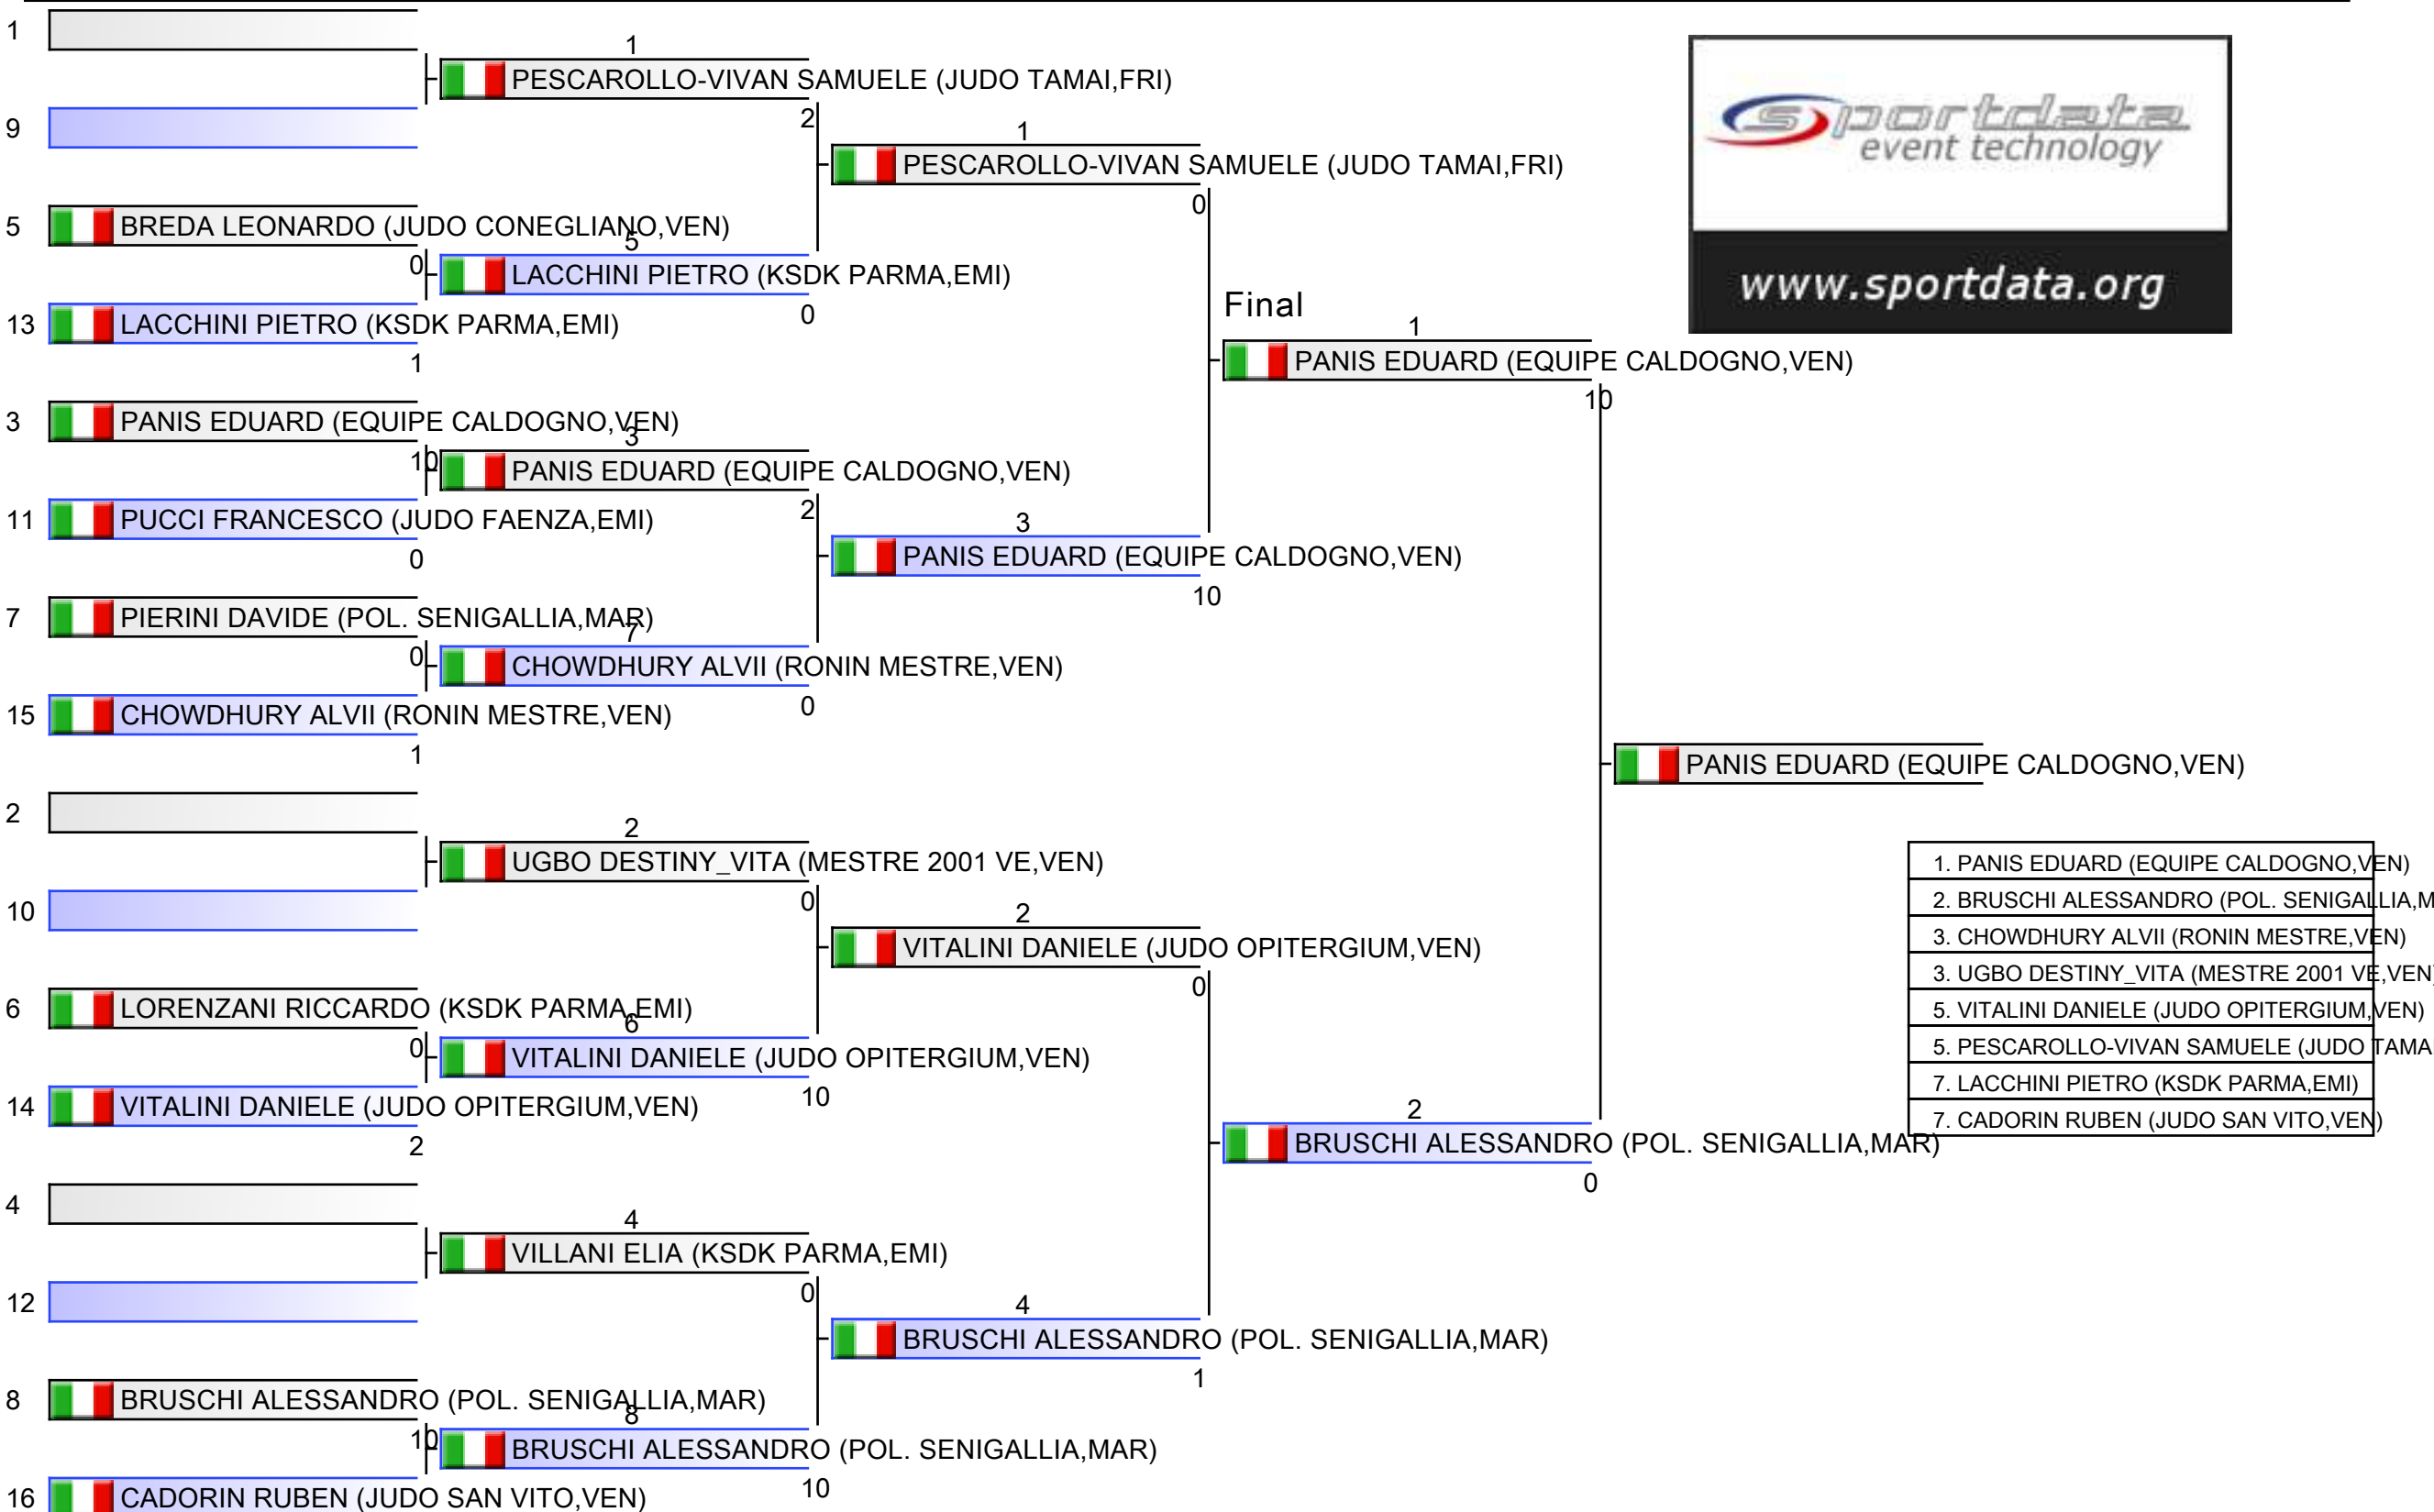 1
1
PESCAROLLO-VIVAN SAMUELE (JUDO TAMAI,FRI)
2
9
1
PESCAROLLO-VIVAN SAMUELE (JUDO TAMAI,FRI)
0
sportdata
event technology
www.sportdata.org
5 BREDA LEONARDO (JUDO CONEGLIANO,VEN)
0
5
LACCHINI PIETRO (KSDK PARMA,EMI)
0
13 LACCHINI PIETRO (KSDK PARMA,EMI)
1
Final
1
PANIS EDUARD (EQUIPE CALDOGNO,VEN)
10
3 PANIS EDUARD (EQUIPE CALDOGNO,VEN)
10
3
PANIS EDUARD (EQUIPE CALDOGNO,VEN)
2
11 PUCCI FRANCESCO (JUDO FAENZA,EMI)
0
3
PANIS EDUARD (EQUIPE CALDOGNO,VEN)
10
7 PIERINI DAVIDE (POL. SENIGALLIA,MAR)
0
7
CHOWDHURY ALVII (RONIN MESTRE,VEN)
0
15 CHOWDHURY ALVII (RONIN MESTRE,VEN)
1
PANIS EDUARD (EQUIPE CALDOGNO,VEN)
2
2
UGBO DESTINY_VITA (MESTRE 2001 VE,VEN)
0
10
2
VITALINI DANIELE (JUDO OPITERGIUM,VEN)
0
6 LORENZANI RICCARDO (KSDK PARMA,EMI)
0
6
VITALINI DANIELE (JUDO OPITERGIUM,VEN)
10
14 VITALINI DANIELE (JUDO OPITERGIUM,VEN)
2
1. PANIS EDUARD (EQUIPE CALDOGNO,VEN)
2. BRUSCHI ALESSANDRO (POL. SENIGALLIA,M
3. CHOWDHURY ALVII (RONIN MESTRE,VEN)
3. UGBO DESTINY_VITA (MESTRE 2001 VE,VEN)
5. VITALINI DANIELE (JUDO OPITERGIUM,VEN)
5. PESCAROLLO-VIVAN SAMUELE (JUDO TAMA
7. LACCHINI PIETRO (KSDK PARMA,EMI)
7. CADORIN RUBEN (JUDO SAN VITO,VEN)
2
BRUSCHI ALESSANDRO (POL. SENIGALLIA,MAR)
0
4
4
VILLANI ELIA (KSDK PARMA,EMI)
0
12
4
BRUSCHI ALESSANDRO (POL. SENIGALLIA,MAR)
1
8 BRUSCHI ALESSANDRO (POL. SENIGALLIA,MAR)
10
8
BRUSCHI ALESSANDRO (POL. SENIGALLIA,MAR)
10
16 CADORIN RUBEN (JUDO SAN VITO,VEN)